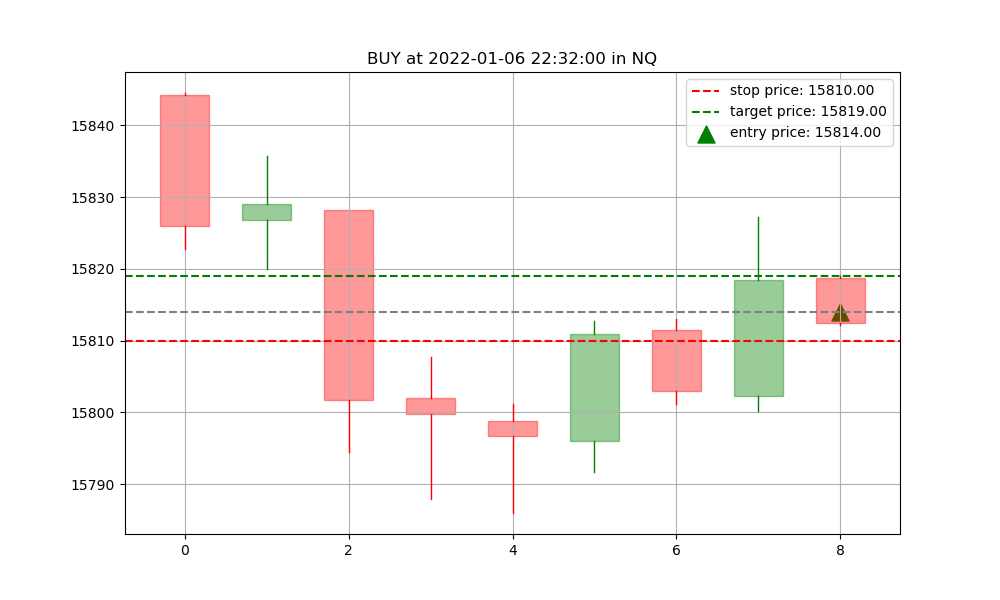 BUY at 2022-01-06 22:32:00 in NQ
stop price: 15810.00
target price: 15819.00
entry price: 15814.00
15840
15830
15820
15810
15800
15790
0 2 4 6 8